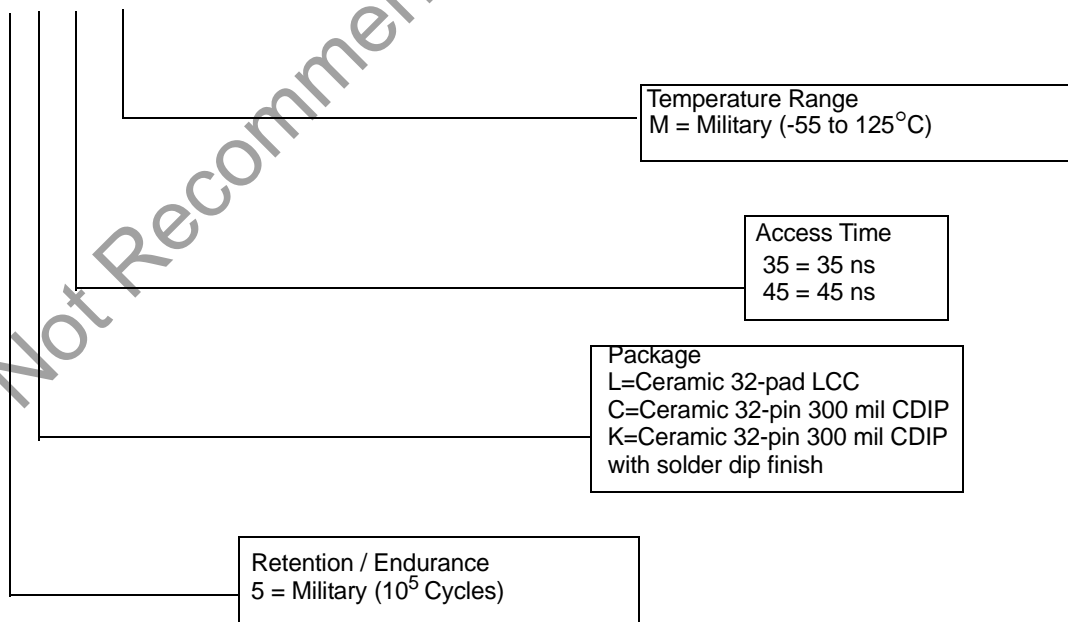 Temperature Range
M = Military (-55 to 125°C)
Access Time
35 = 35 ns
45 = 45 ns
Package
L=Ceramic 32-pad LCC
C=Ceramic 32-pin 300 mil CDIP
K=Ceramic 32-pin 300 mil CDIP
with solder dip finish
Retention / Endurance
5 = Military (10⁵ Cycles)
Not